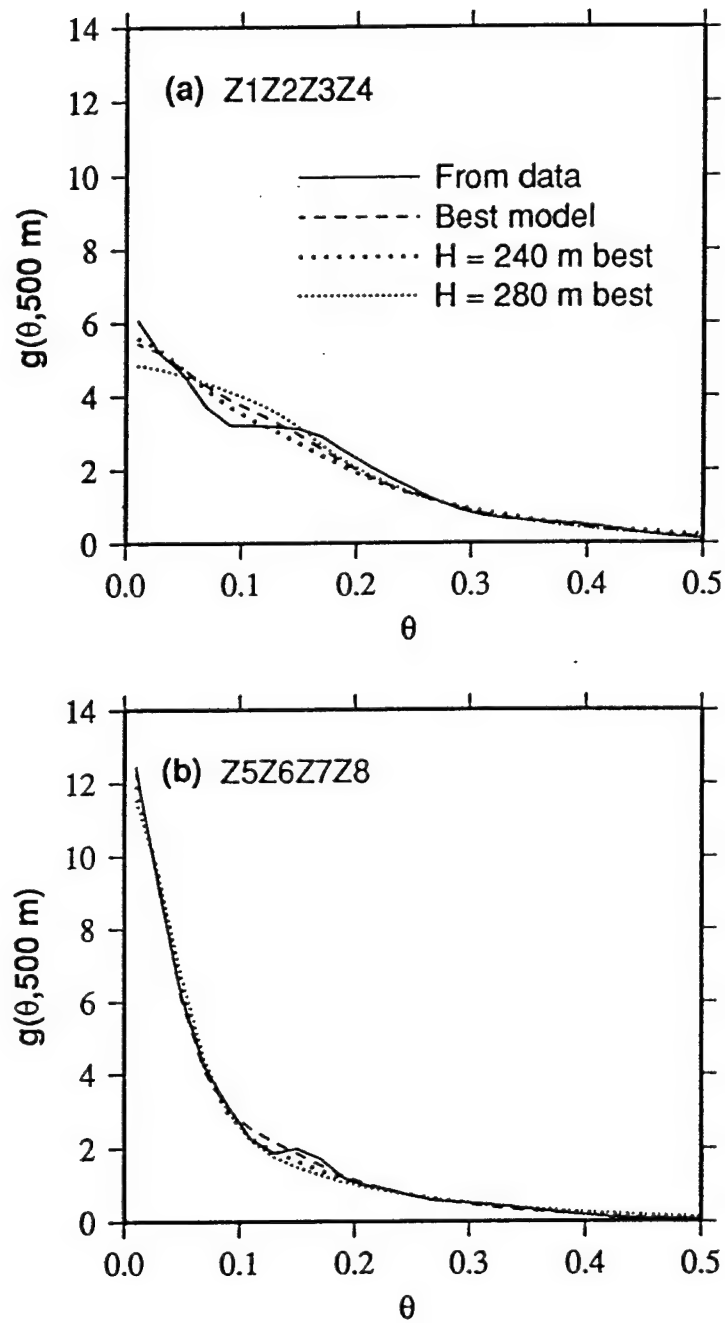 14
12
10
8
6
4
2
0
g(θ,500 m)
(a) Z1Z2Z3Z4
From data
Best model
H = 240 m best
H = 280 m best
0.0 0.1 0.2 0.3 0.4 0.5
θ
14
12
10
8
6
4
2
0
g(θ,500 m)
(b) Z5Z6Z7Z8
0.0 0.1 0.2 0.3 0.4 0.5
θ